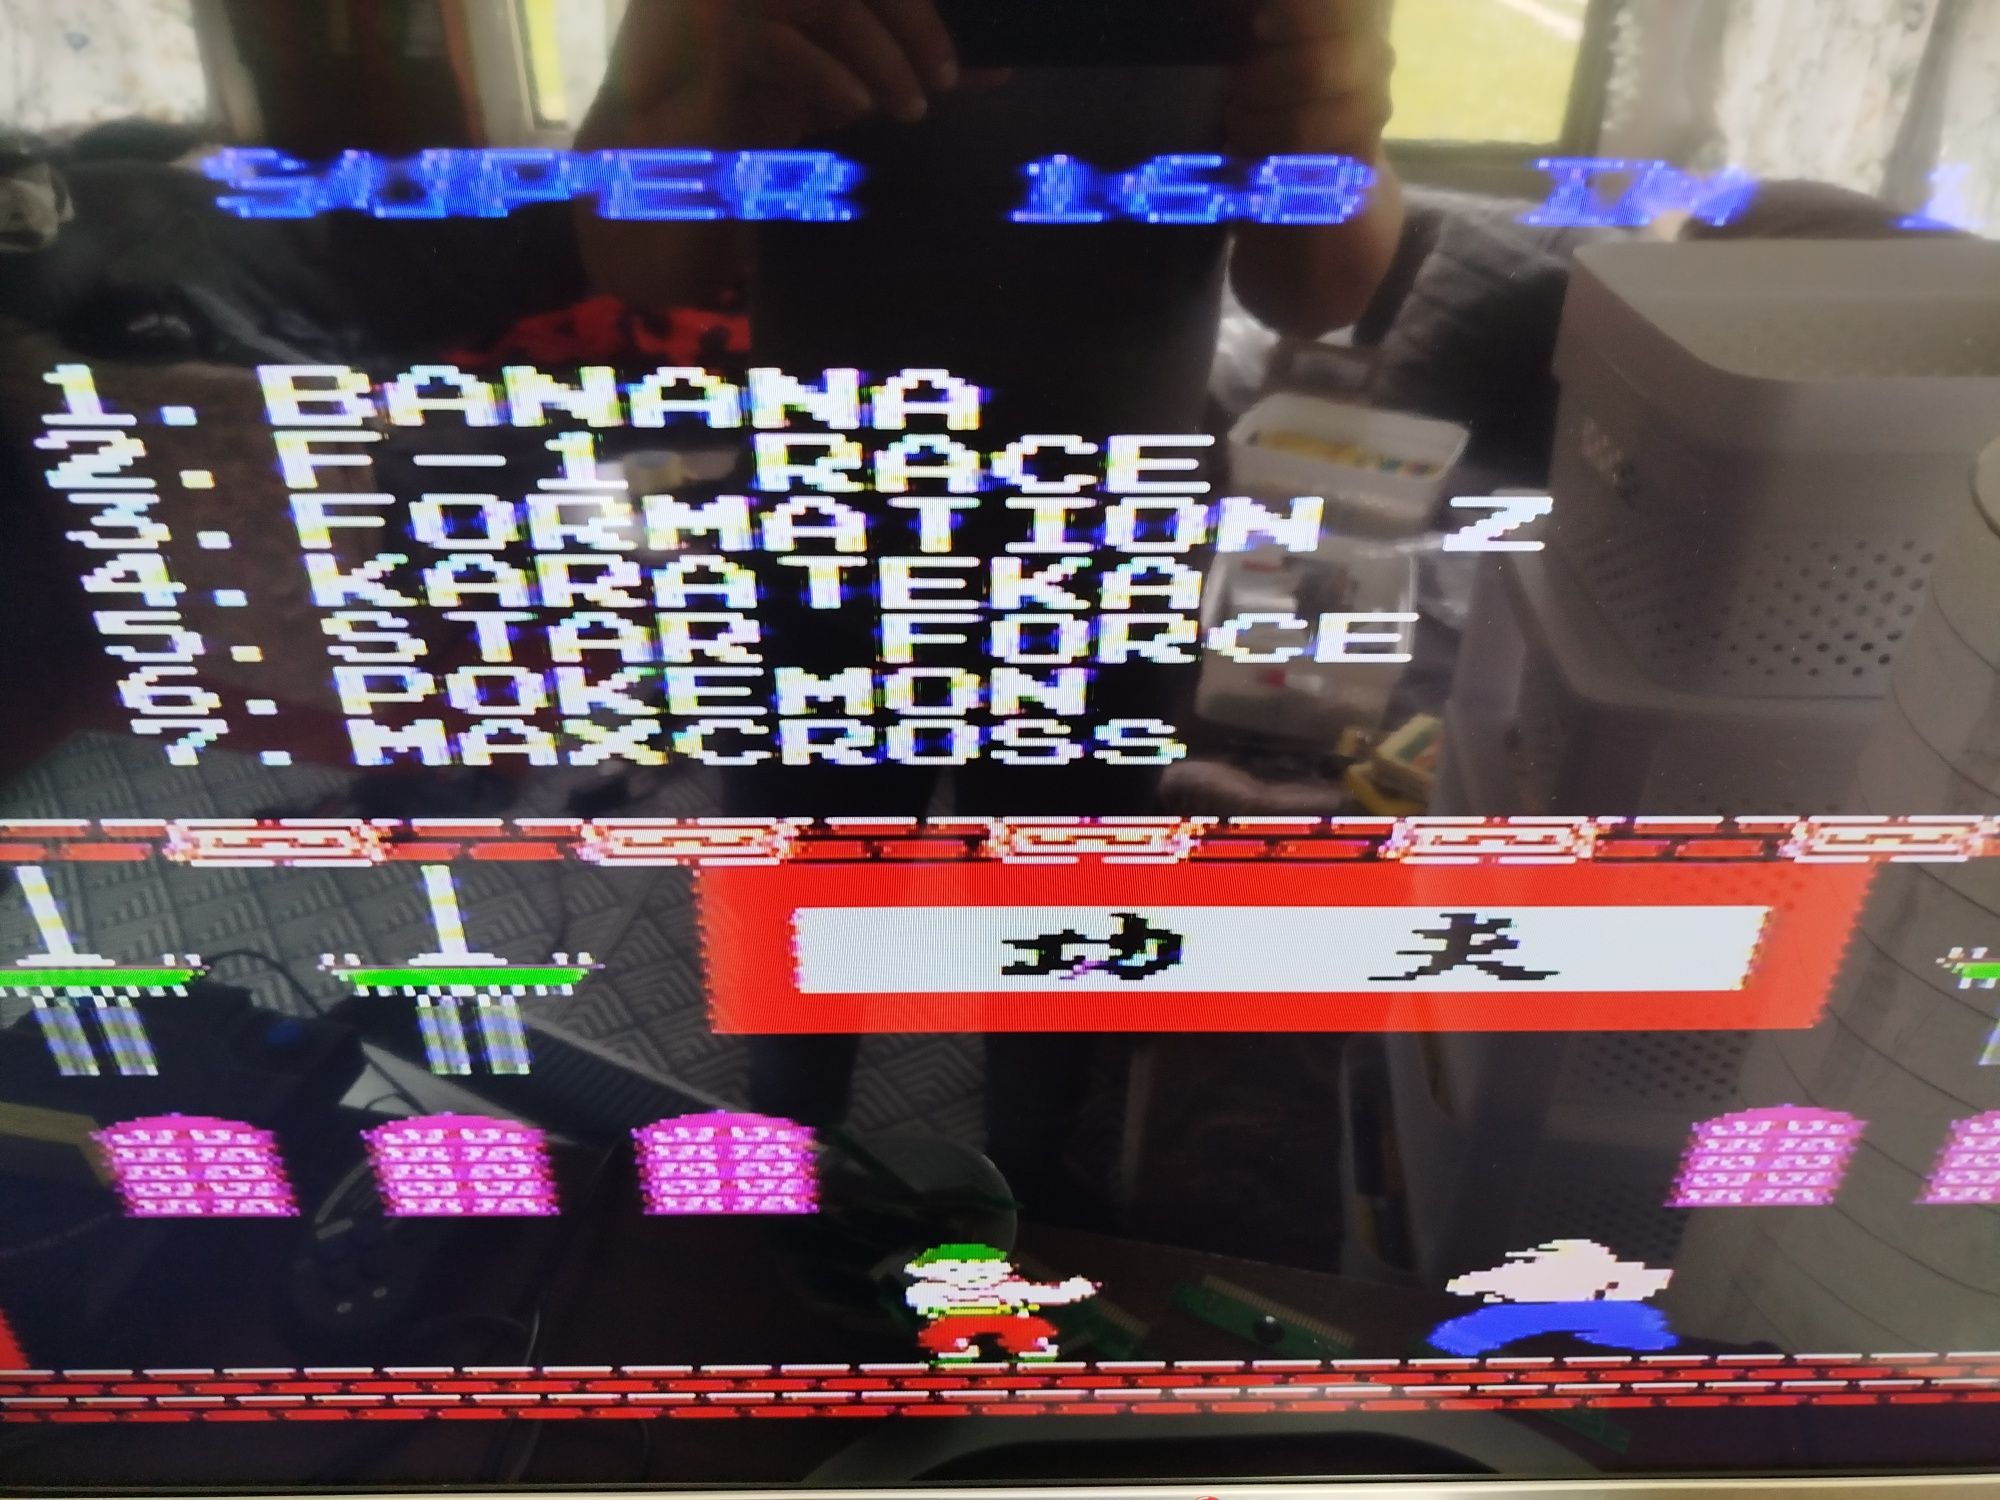 SUPER 168 IN 1
1. BANANA
2. F-1 RACE
3. FORMATION Z
4. KARATEKA
5. STAR FORCE
6. POKEMON
7. MAXCROSS
功夫